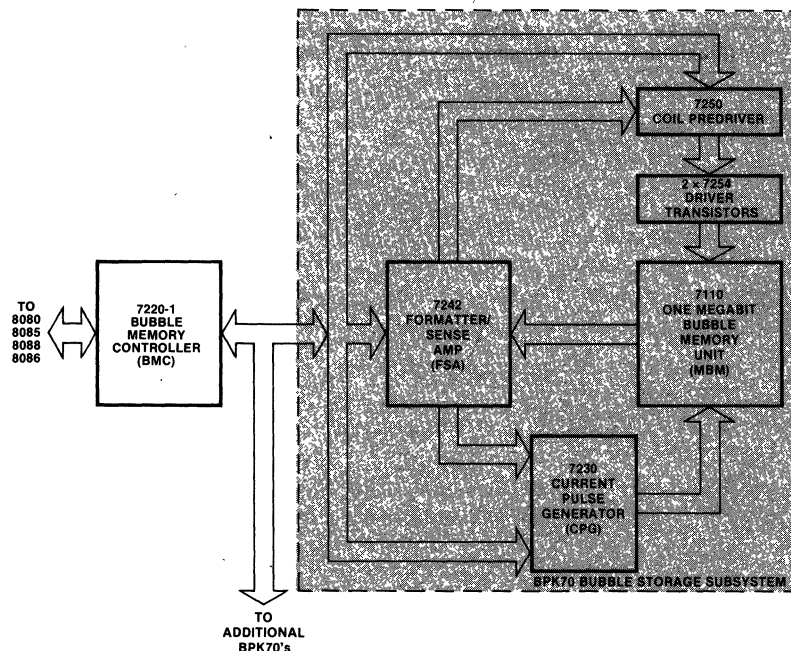 7250
COIL PREDRIVER
2 × 7254
DRIVER
TRANSISTORS
TO
8080
8085
8088
8086
7220-1
BUBBLE
MEMORY
CONTROLLER
(BMC)
7242
FORMATTER/
SENSE
AMP
(FSA)
7110
ONE MEGABIT
BUBBLE
MEMORY
UNIT
(MBM)
7230
CURRENT
PULSE
GENERATOR
(CPG)
BPK70 BUBBLE STORAGE SUBSYSTEM
TO
ADDITIONAL
BPK70's